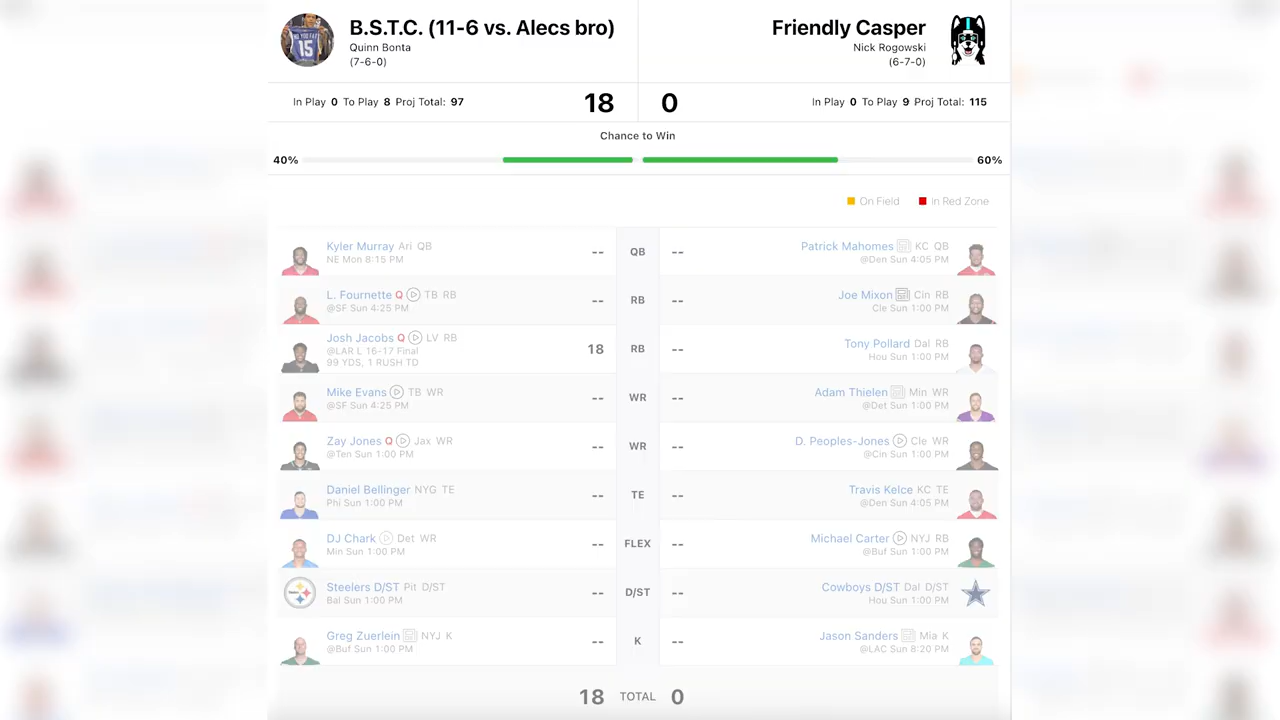 B.S.T.C. (11-6 vs. Alecs bro)
Quinn Bonta
(7-6-0)
Friendly Casper
Nick Rogowski
(6-7-0)
In Play 0 To Play 8 Proj Total: 97
18
0
In Play 0 To Play 9 Proj Total: 115
Chance to Win
40%
60%
On Field
In Red Zone
Kyler Murray Ari QB
NE Mon 8:15 PM
--
QB
--
Patrick Mahomes KC QB
@Den Sun 4:05 PM
L. Fournette Q TB RB
@SF Sun 4:25 PM
--
RB
--
Joe Mixon Cin RB
Cle Sun 1:00 PM
Josh Jacobs Q LV RB
@LAR L 16-17 Final
99 YDS, 1 RUSH TD
18
RB
--
Tony Pollard Dal RB
Hou Sun 1:00 PM
Mike Evans TB WR
@SF Sun 4:25 PM
--
WR
--
Adam Thielen Min WR
@Det Sun 1:00 PM
Zay Jones Q Jax WR
@Ten Sun 1:00 PM
--
WR
--
D. Peoples-Jones Cle WR
@Cin Sun 1:00 PM
Daniel Bellinger NYG TE
Phi Sun 1:00 PM
--
TE
--
Travis Kelce KC TE
@Den Sun 4:05 PM
DJ Chark Det WR
Min Sun 1:00 PM
--
FLEX
--
Michael Carter NYJ RB
@Buf Sun 1:00 PM
Steelers D/ST Pit D/ST
Bal Sun 1:00 PM
--
D/ST
--
Cowboys D/ST Dal D/ST
Hou Sun 1:00 PM
Greg Zuerlein NYJ K
@Buf Sun 1:00 PM
--
K
--
Jason Sanders Mia K
@LAC Sun 8:20 PM
18 TOTAL 0